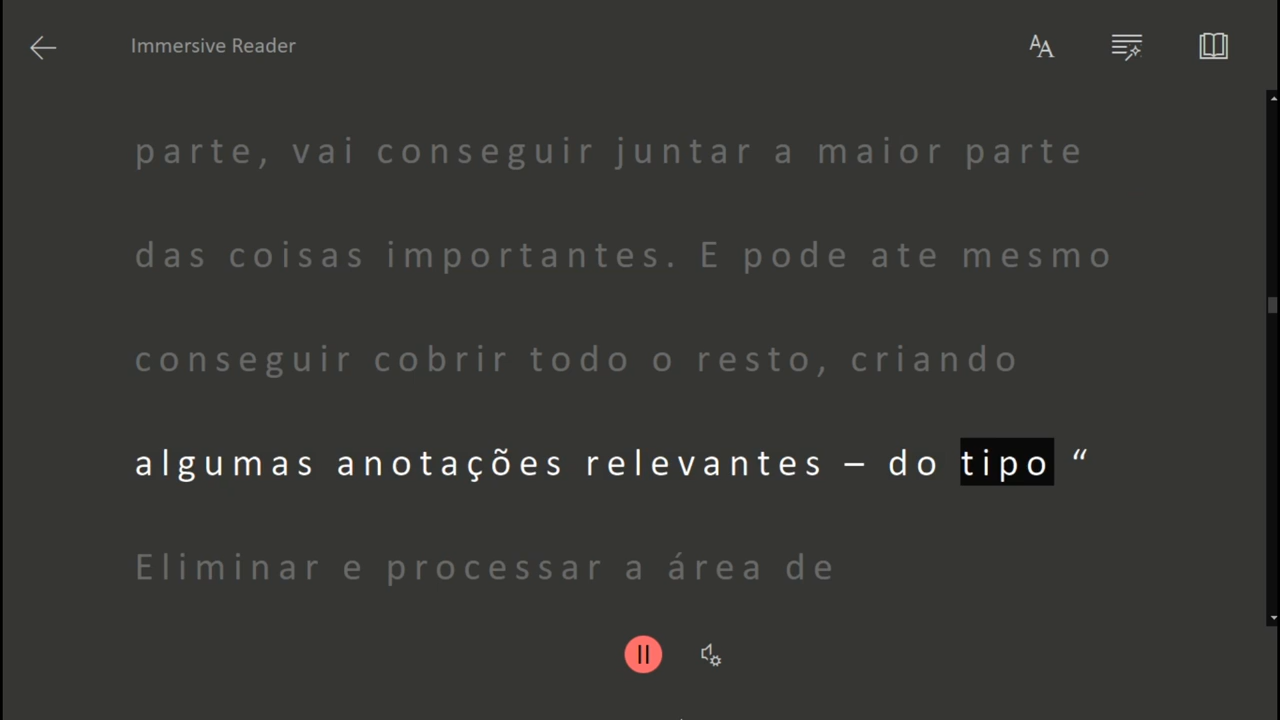 Immersive Reader
parte, vai conseguir juntar a maior parte
das coisas importantes. E pode ate mesmo
conseguir cobrir todo o resto, criando
algumas anotações relevantes – do tipo “
Eliminar e processar a área de